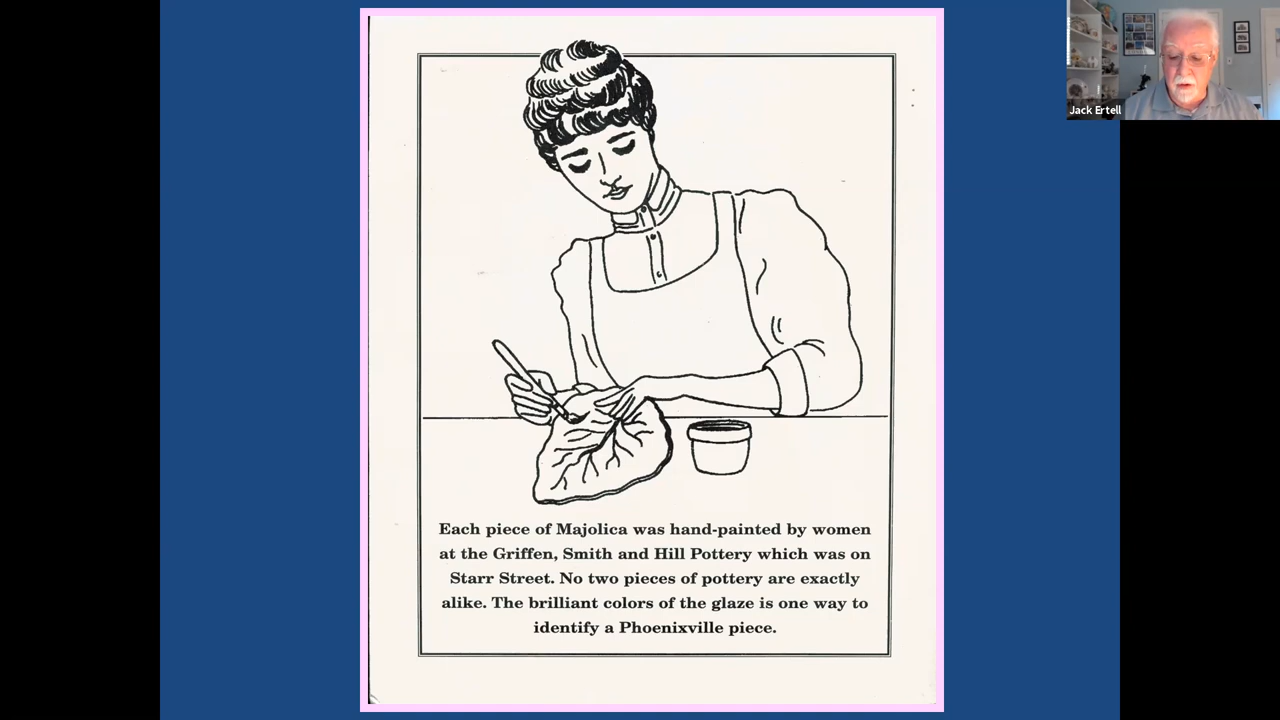 Jack Ertell
Each piece of Majolica was hand-painted by women
at the Griffen, Smith and Hill Pottery which was on
Starr Street. No two pieces of pottery are exactly
alike. The brilliant colors of the glaze is one way to
identify a Phoenixville piece.